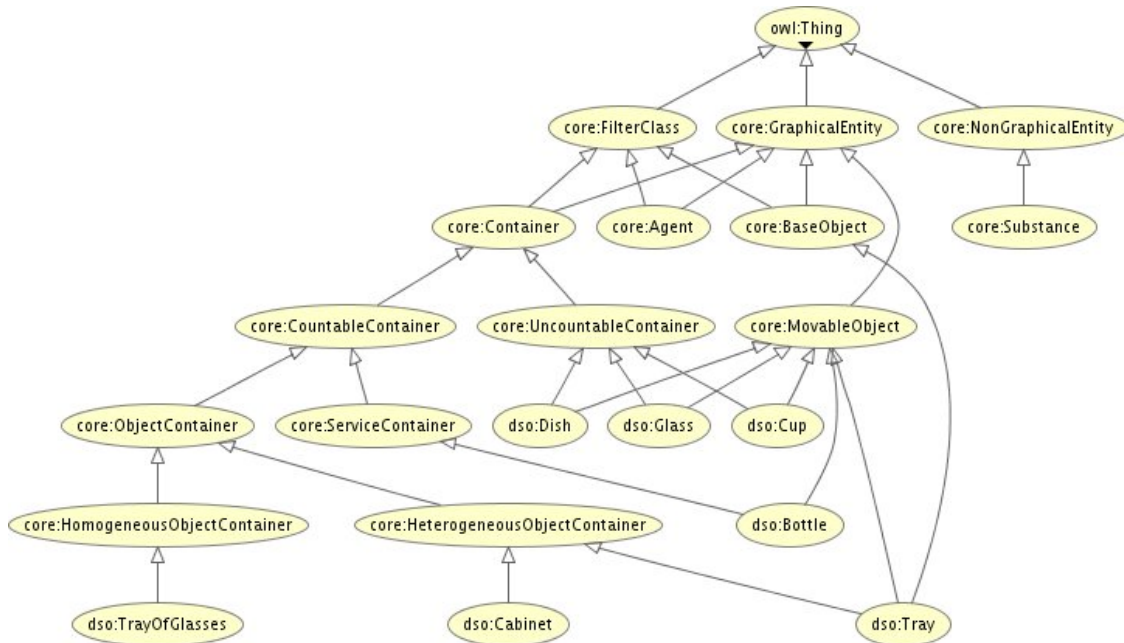 owl:Thing
core:FilterClass
core:GraphicalEntity
core:NonGraphicalEntity
core:Container
core:Agent
core:BaseObject
core:Substance
core:CountableContainer
core:UncountableContainer
core:MovableObject
core:ObjectContainer
core:ServiceContainer
dso:Dish
dso:Glass
dso:Cup
core:HomogeneousObjectContainer
core:HeterogeneousObjectContainer
dso:Bottle
dso:TrayOfGlasses
dso:Cabinet
dso:Tray